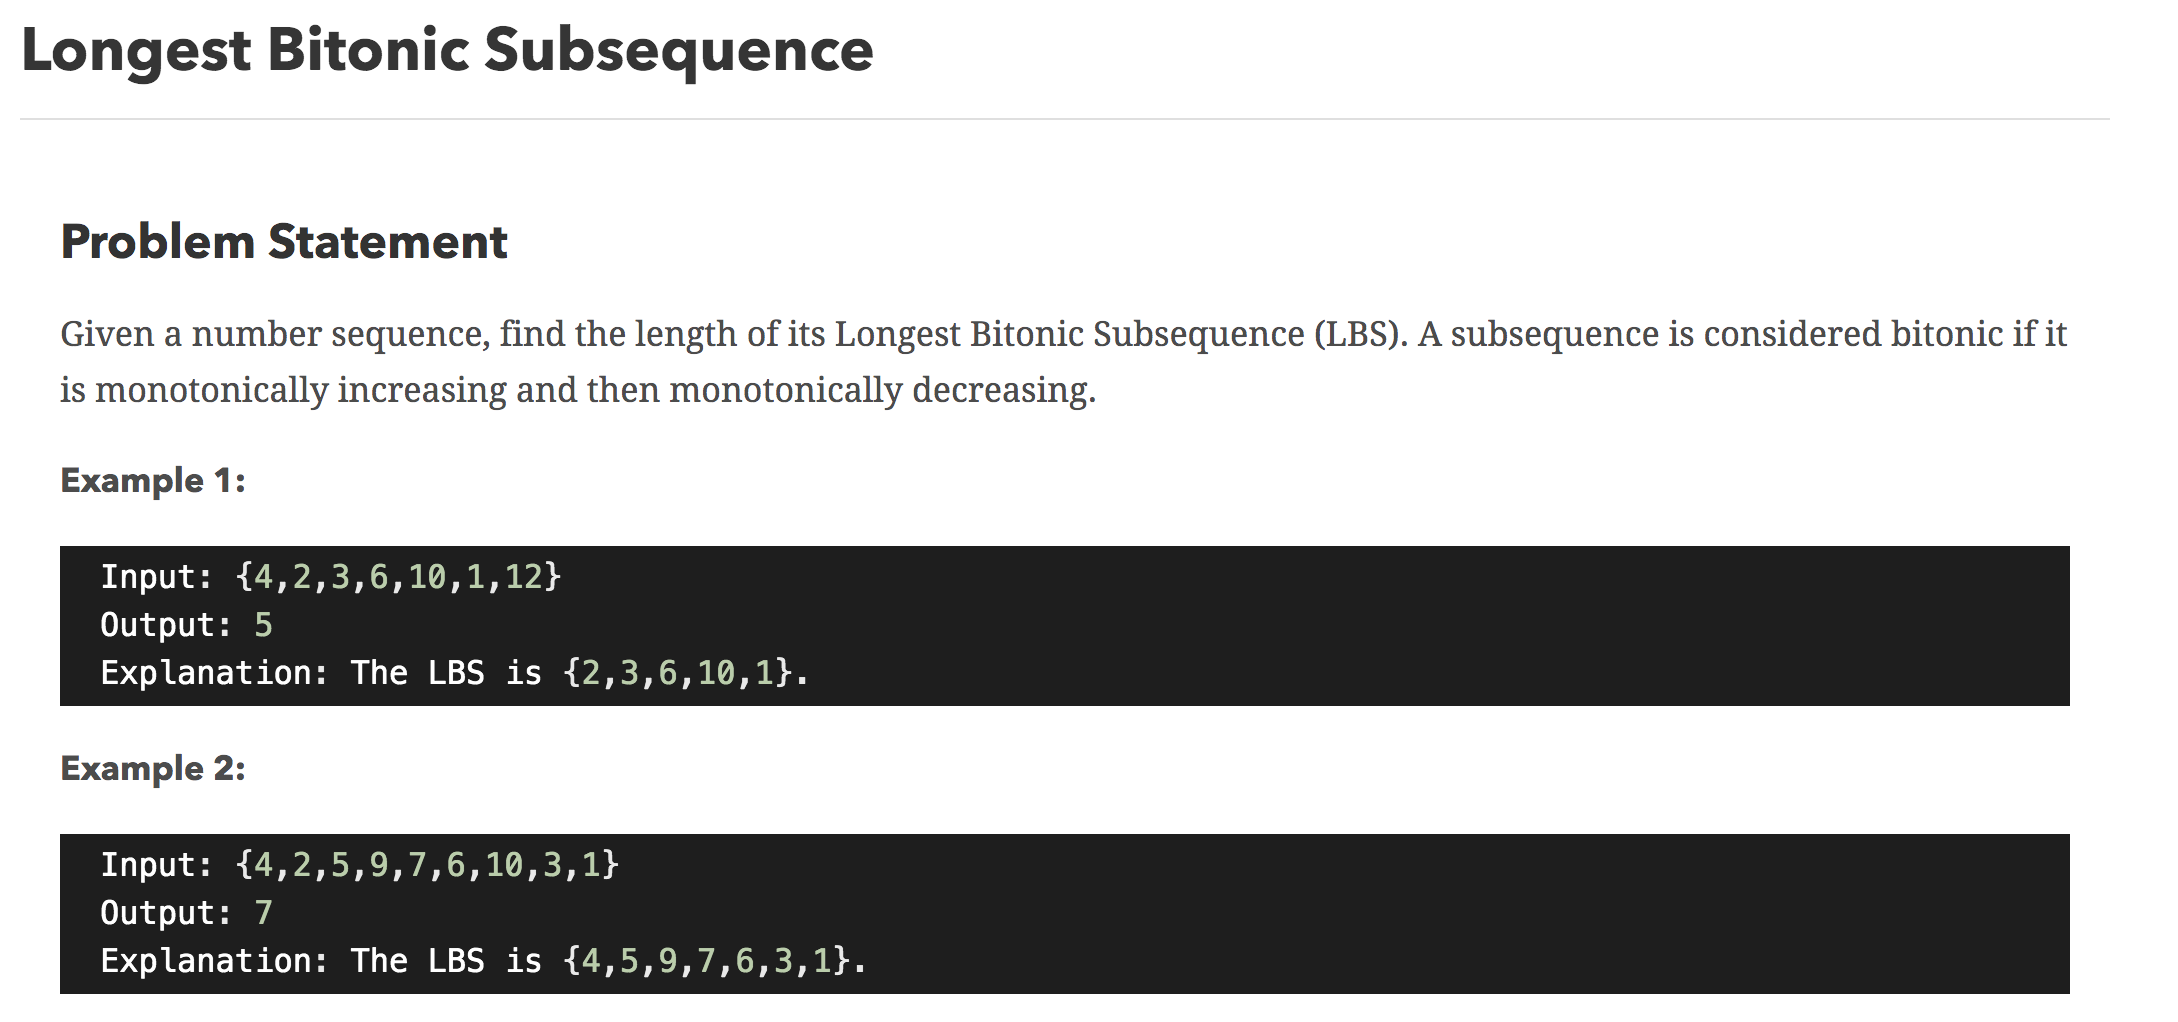 Longest Bitonic Subsequence
Problem Statement
Given a number sequence, find the length of its Longest Bitonic Subsequence (LBS). A subsequence is considered bitonic if it
is monotonically increasing and then monotonically decreasing.
Example 1:
Input: {4,2,3,6,10,1,12}
Output: 5
Explanation: The LBS is {2,3,6,10,1}.
Example 2:
Input: {4,2,5,9,7,6,10,3,1}
Output: 7
Explanation: The LBS is {4,5,9,7,6,3,1}.